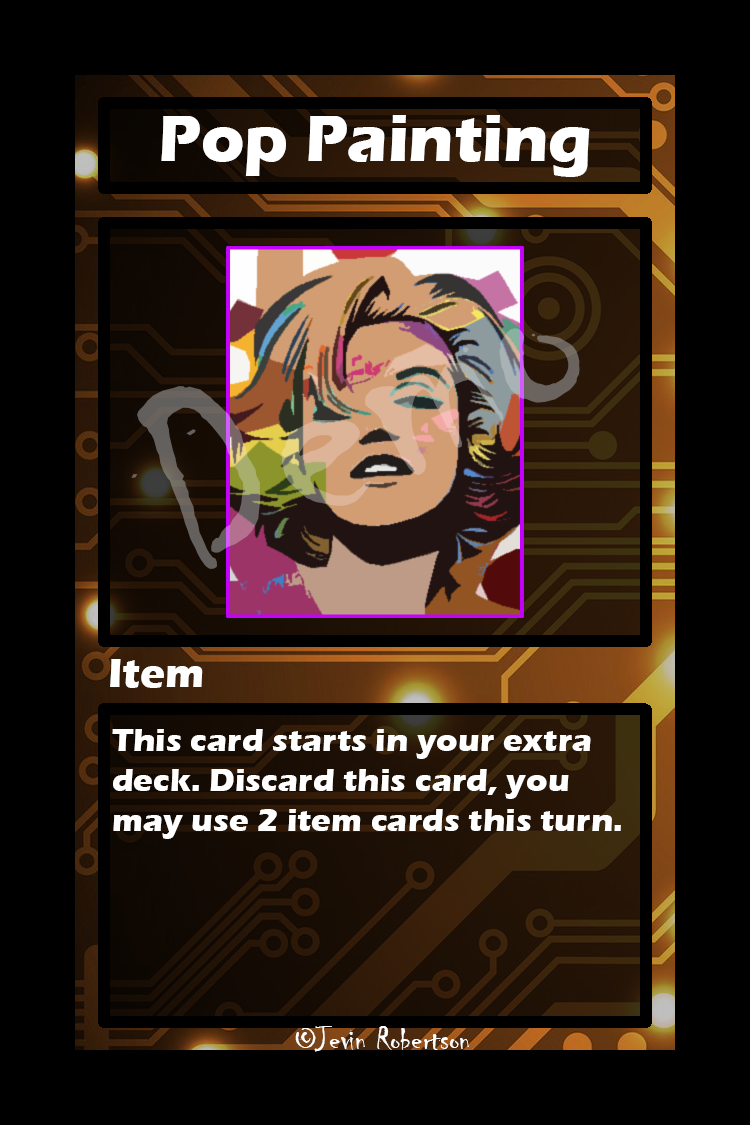 Pop Painting
Demo
Item
This card starts in your extra
deck. Discard this card, you
may use 2 item cards this turn.
©Jevin Robertson